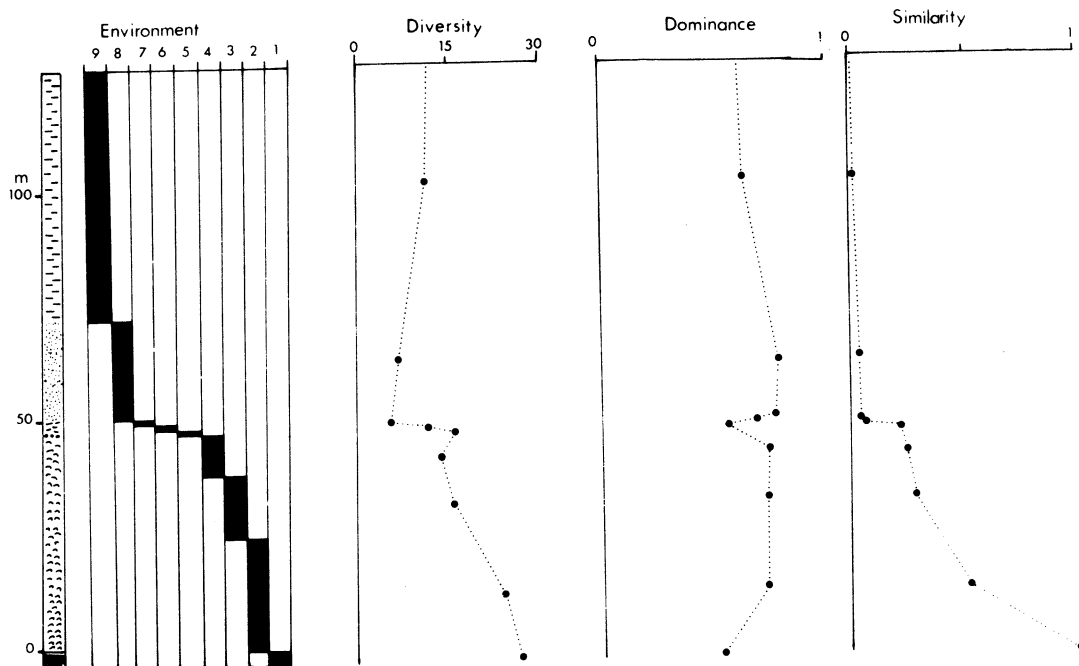 Environment
9 8 7 6 5 4 3 2 1
m
100
50
0
Diversity
0 15 30
Dominance
0 1
Similarity
0 1